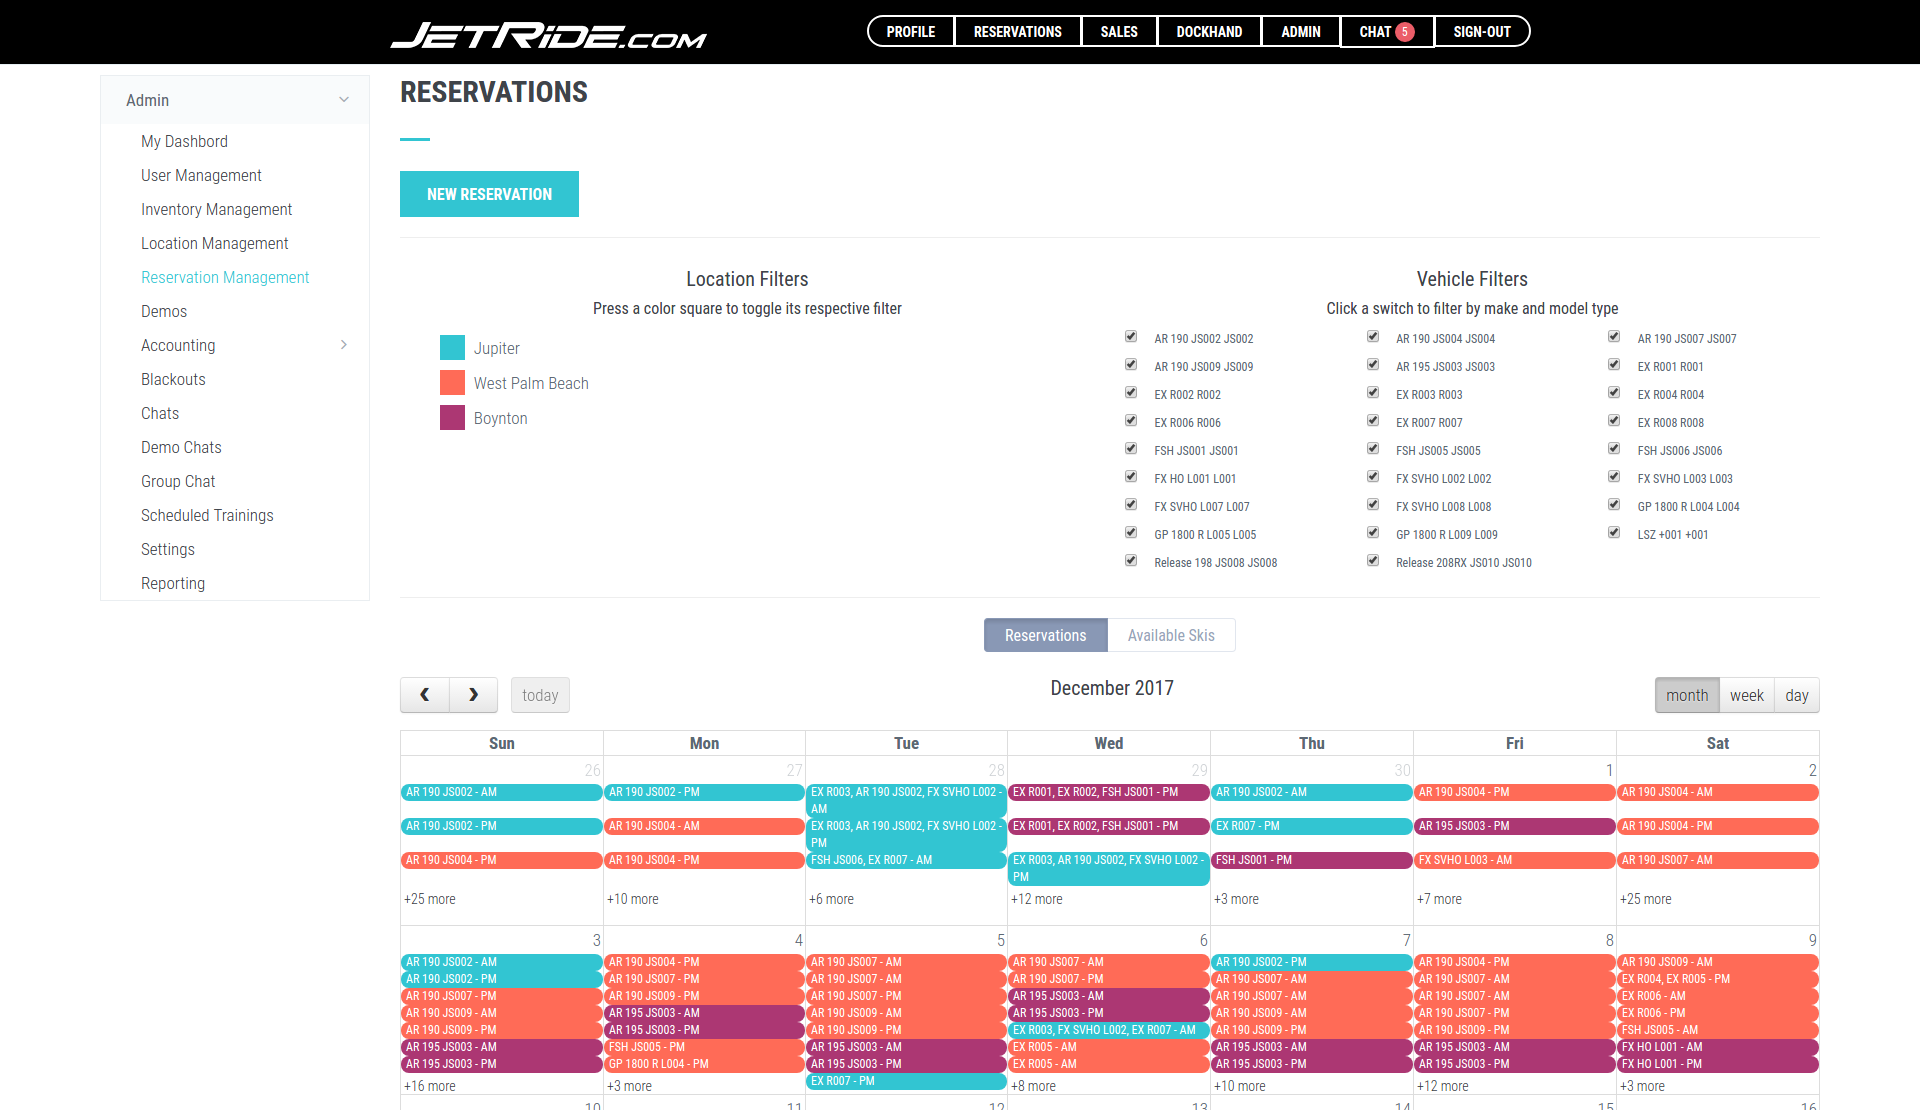 JETRIDE.COM
PROFILE RESERVATIONS SALES DOCKHAND ADMIN CHAT 5 SIGN-OUT
Admin
My Dashbord
User Management
Inventory Management
Location Management
Reservation Management
Demos
Accounting
Blackouts
Chats
Demo Chats
Group Chat
Scheduled Trainings
Settings
Reporting
RESERVATIONS
NEW RESERVATION
Location Filters
Press a color square to toggle its respective filter
Jupiter
West Palm Beach
Boynton
Vehicle Filters
Click a switch to filter by make and model type
AR 190 JS002 JS002 AR 190 JS004 JS004 AR 190 JS007 JS007
AR 190 JS009 JS009 AR 195 JS003 JS003 EX R001 R001
EX R002 R002 EX R003 R003 EX R004 R004
EX R006 R006 EX R007 R007 EX R008 R008
FSH JS001 JS001 FSH JS005 JS005 FSH JS006 JS006
FX HO L001 L001 FX SVHO L002 L002 FX SVHO L003 L003
FX SVHO L007 L007 FX SVHO L008 L008 GP 1800 R L004 L004
GP 1800 R L005 L005 GP 1800 R L009 L009 LSZ +001 +001
Release 198 JS008 JS008 Release 208RX JS010 JS010
Reservations Available Skis
today December 2017 month week day
Sun Mon Tue Wed Thu Fri Sat
26 27 28 29 30 1 2
AR 190 JS002 - AM AR 190 JS002 - PM EX R003, AR 190 JS002, FX SVHO L002 - EX R001, EX R002, FSH JS001 - PM AR 190 JS002 - AM AR 190 JS004 - PM AR 190 JS004 - AM
AM
AR 190 JS002 - PM AR 190 JS004 - AM EX R003, AR 190 JS002, FX SVHO L002 - EX R001, EX R002, FSH JS001 - PM EX R007 - PM AR 195 JS003 - PM AR 190 JS004 - PM
PM
AR 190 JS004 - PM AR 190 JS004 - PM FSH JS006, EX R007 - AM EX R003, AR 190 JS002, FX SVHO L002 - FSH JS001 - PM FX SVHO L003 - AM AR 190 JS007 - AM
PM
+25 more +10 more +6 more +12 more +3 more +7 more +25 more
3 4 5 6 7 8 9
AR 190 JS002 - AM AR 190 JS004 - PM AR 190 JS007 - AM AR 190 JS007 - AM AR 190 JS002 - PM AR 190 JS004 - PM AR 190 JS009 - AM
AR 190 JS002 - PM AR 190 JS007 - PM AR 190 JS007 - AM AR 190 JS007 - PM AR 190 JS007 - AM AR 190 JS007 - AM EX R004, EX R005 - PM
AR 190 JS007 - PM AR 190 JS009 - PM AR 190 JS007 - PM AR 195 JS003 - AM AR 190 JS007 - AM AR 190 JS007 - AM EX R006 - AM
AR 190 JS009 - AM AR 195 JS003 - AM AR 190 JS009 - AM AR 195 JS003 - PM AR 190 JS009 - AM AR 190 JS007 - PM EX R006 - PM
AR 190 JS009 - PM AR 195 JS003 - PM AR 190 JS009 - PM EX R003, FX SVHO L002, EX R007 - AM AR 190 JS009 - PM AR 190 JS009 - PM FSH JS005 - AM
AR 195 JS003 - AM FSH JS005 - PM AR 195 JS003 - AM EX R005 - AM AR 195 JS003 - AM AR 195 JS003 - AM FX HO L001 - AM
AR 195 JS003 - PM GP 1800 R L004 - PM AR 195 JS003 - PM EX R005 - AM AR 195 JS003 - PM AR 195 JS003 - PM FX HO L001 - PM
+16 more +3 more EX R007 - PM +8 more +10 more +12 more +3 more
10 11 12 13 14 15 16